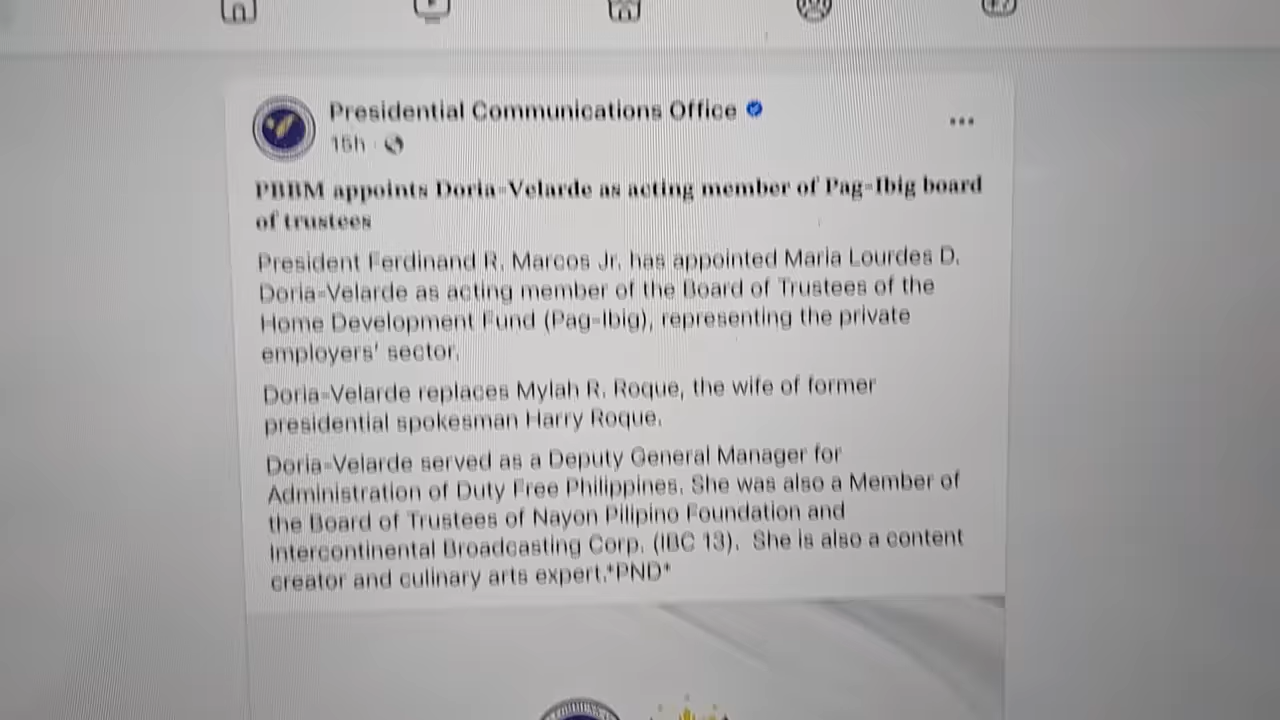 Presidential Communications Office
15h
PBBM appoints Doria-Velarde as acting member of Pag-Ibig board
of trustees
President Ferdinand R. Marcos Jr. has appointed Maria Lourdes D.
Doria-Velarde as acting member of the Board of Trustees of the
Home Development Fund (Pag-Ibig), representing the private
employers' sector.
Doria-Velarde replaces Mylah R. Roque, the wife of former
presidential spokesman Harry Roque.
Doria-Velarde served as a Deputy General Manager for
Administration of Duty Free Philippines. She was also a Member of
the Board of Trustees of Nayon Pilipino Foundation and
Intercontinental Broadcasting Corp. (IBC 13). She is also a content
creator and culinary arts expert.*PND*